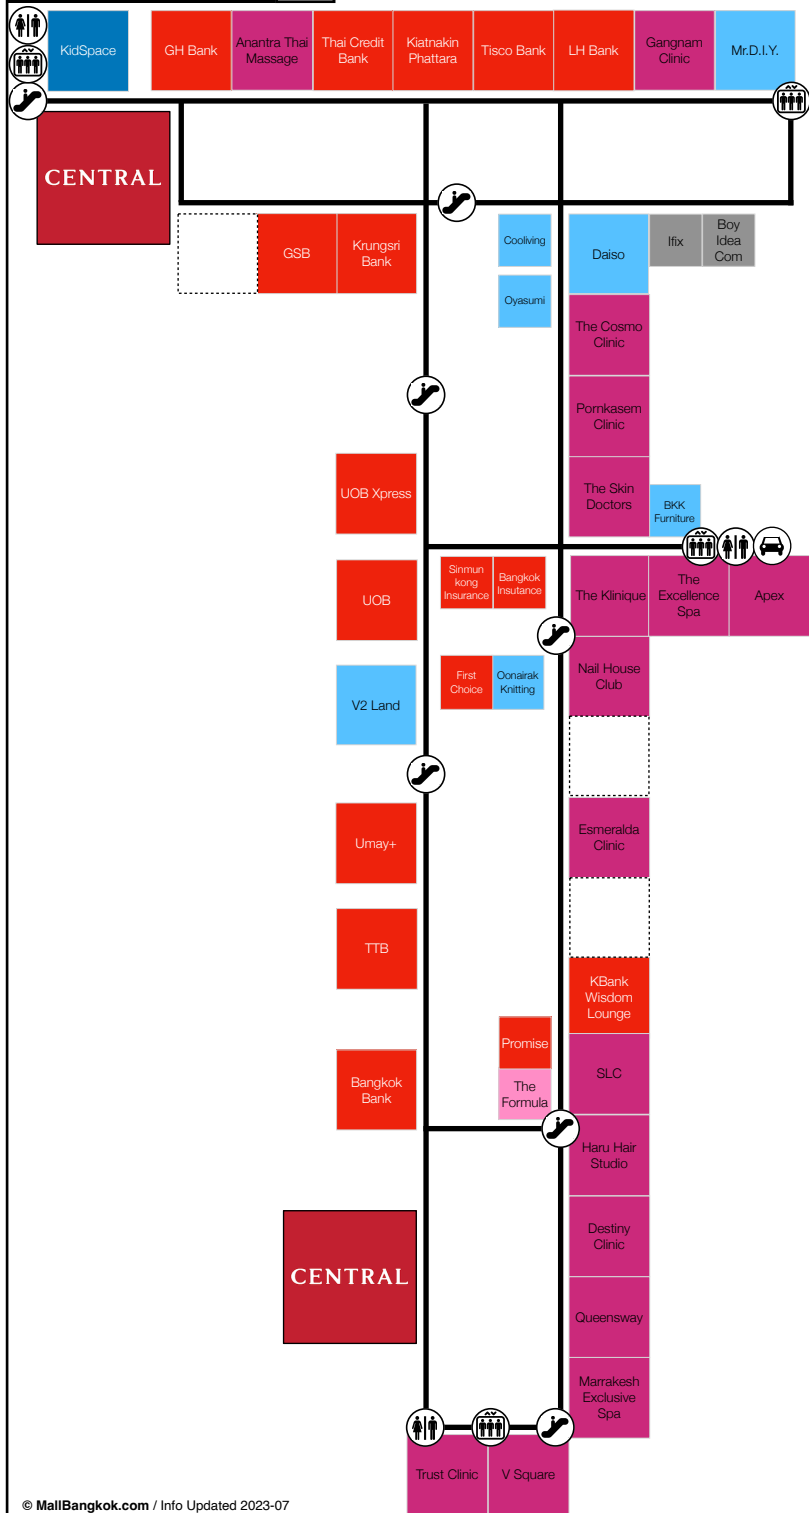 KidSpace
GH Bank
Anantra Thai
Massage
Thai Credit
Bank
Kiatnakin
Phattara
Tisco Bank
LH Bank
Gangnam
Clinic
Mr.D.I.Y.
CENTRAL
GSB
Krungsri
Bank
Cooliving
Daiso
Ifix
Boy
Idea
Com
Oyasumi
The Cosmo
Clinic
Pornkasem
Clinic
UOB Xpress
The Skin
Doctors
BKK
Furniture
UOB
Sinmun
kong
Insurance
Bangkok
Insutance
The Klinique
The
Excellence
Spa
Apex
V2 Land
First
Choice
Oonairak
Knitting
Nail House
Club
Umay+
Esmeralda
Clinic
TTB
KBank
Wisdom
Lounge
Promise
The
Formula
Bangkok
Bank
SLC
Haru Hair
Studio
CENTRAL
Destiny
Clinic
Queensway
Marrakesh
Exclusive
Spa
Trust Clinic
V Square
© MallBangkok.com / Info Updated 2023-07